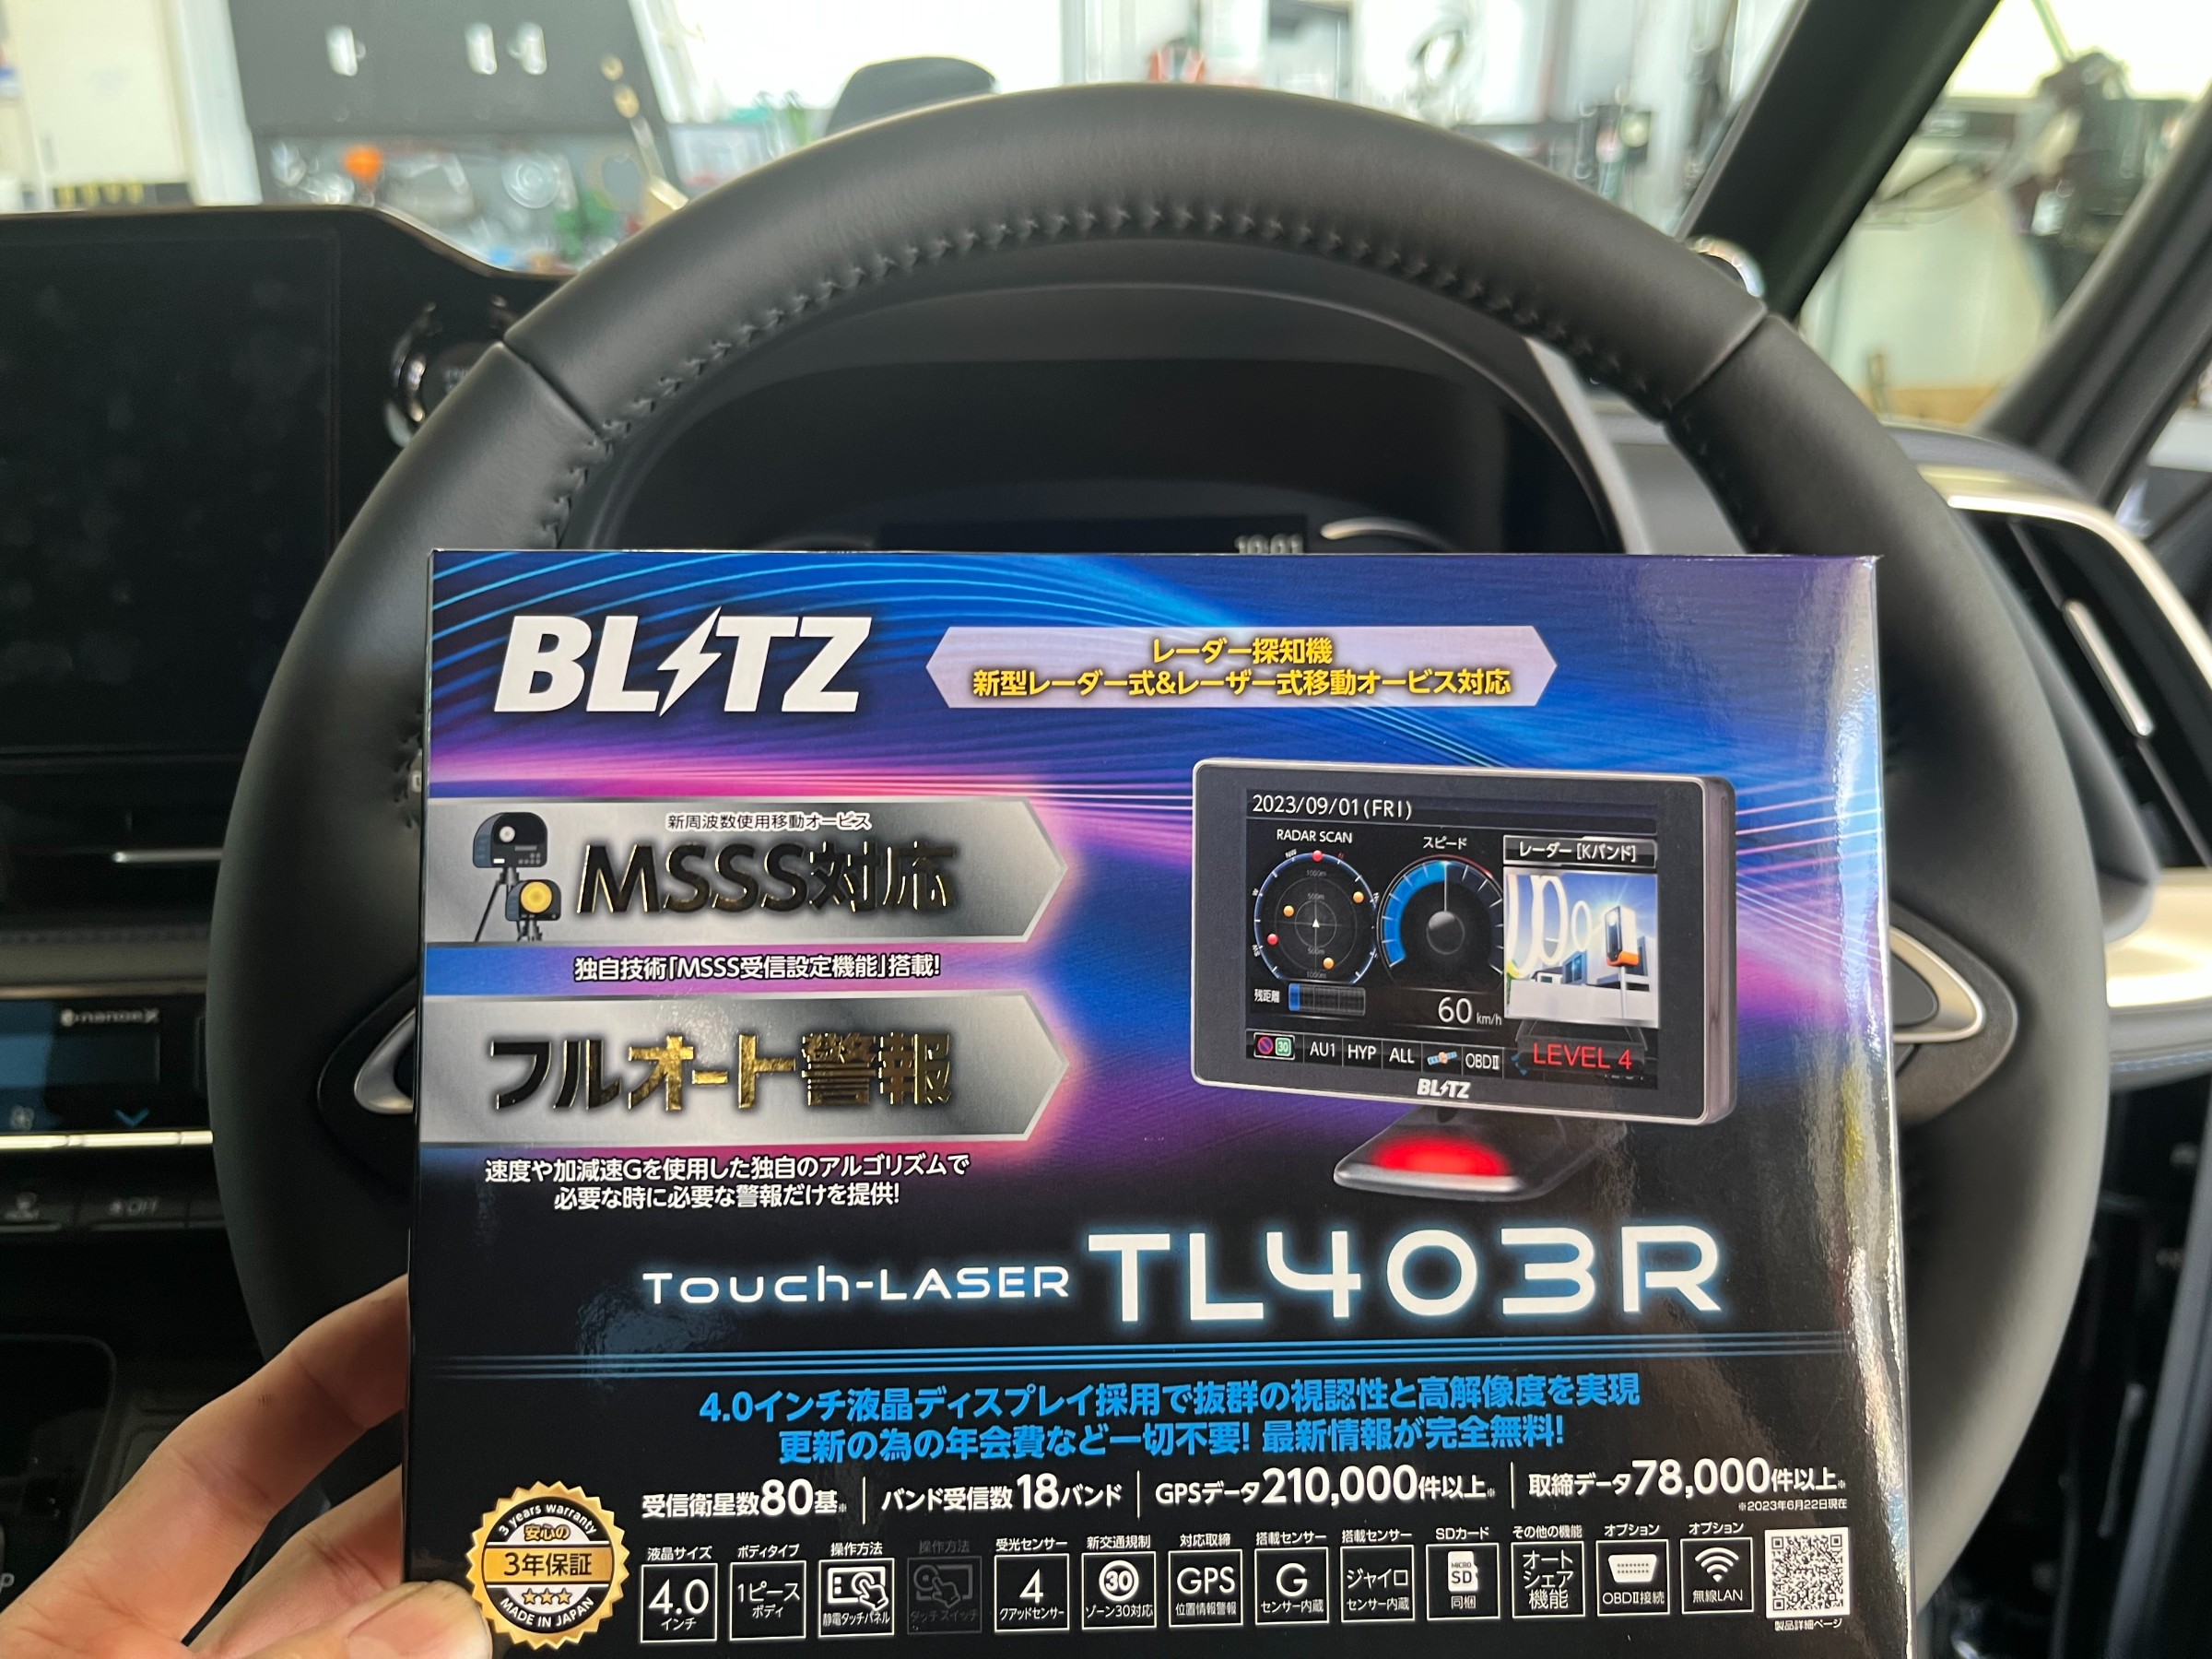 10:01
nanoeX
OFF
BLITZ
レーダー探知機
新型レーダー式&レーザー式移動オービス対応
新周波数使用移動オービス
MSSS対応
独自技術「MSSS受信設定機能」搭載!
フルオート警報
速度や加減速Gを使用した独自のアルゴリズムで
必要な時に必要な警報だけを提供!
2023/09/01(FRI)
RADAR SCAN
スピード
レーダー [Kバンド]
1000m
500m
500m
1000m
残距離
60 km/h
30 AU1 HYP ALL OBDⅡ
LEVEL 4
BLITZ
Touch-LASER TL403R
4.0インチ液晶ディスプレイ採用で抜群の視認性と高解像度を実現
更新の為の年会費など一切不要! 最新情報が完全無料!
受信衛星数80基※ バンド受信数18バンド GPSデータ210,000件以上※ 取締データ78,000件以上※
※2023年6月22日現在
3 years warranty
安心の
3年保証
MADE IN JAPAN
液晶サイズ
4.0
インチ
ボディタイプ
1ピース
ボディ
操作方法
静電タッチパネル
操作方法
タッチスイッチ
受光センサー
4
クアッドセンサー
新交通規制
30
ゾーン30対応
対応取締
GPS
位置情報警報
搭載センサー
G
センサー内蔵
搭載センサー
ジャイロ
センサー内蔵
SDカード
MICRO
SD
同梱
その他の機能
オート
シェア
機能
オプション
OBDⅡ接続
オプション
無線LAN
製品詳細ページ